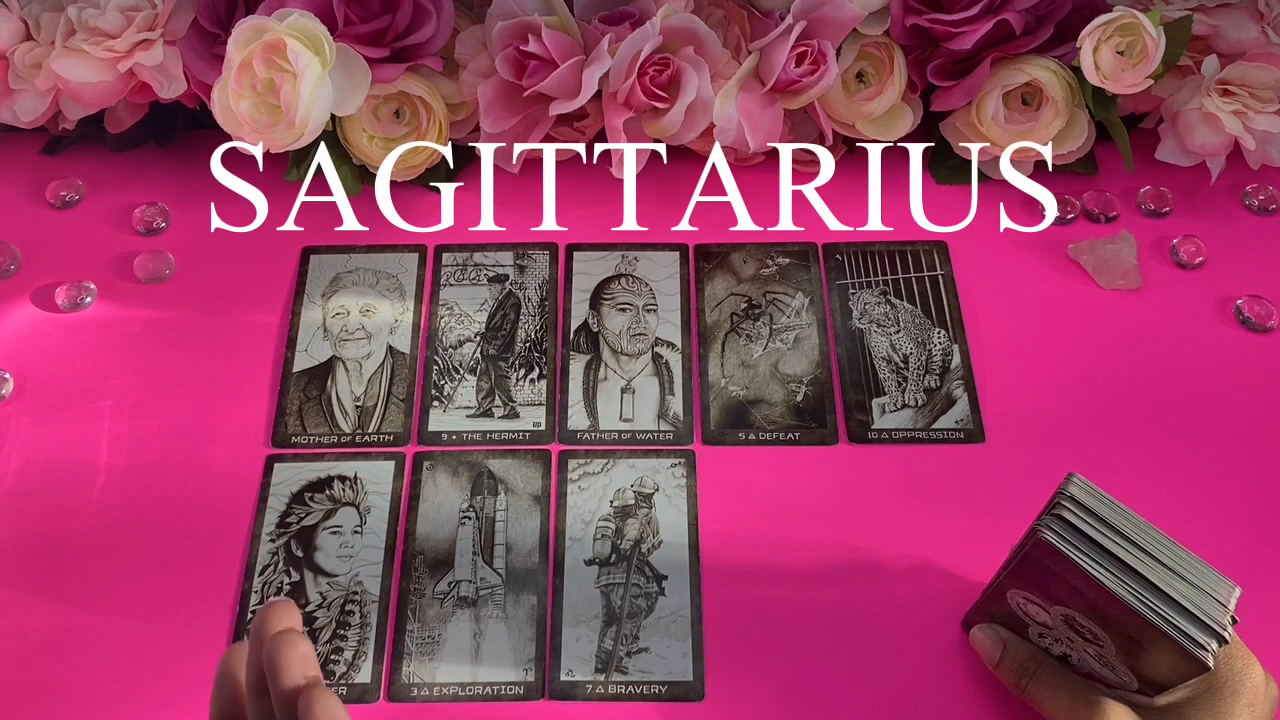 SAGITTARIUS
MOTHER OF EARTH
9 ✦ THE HERMIT
FATHER OF WATER
5 △ DEFEAT
10 △ OPPRESSION
3 △ EXPLORATION
7 △ BRAVERY